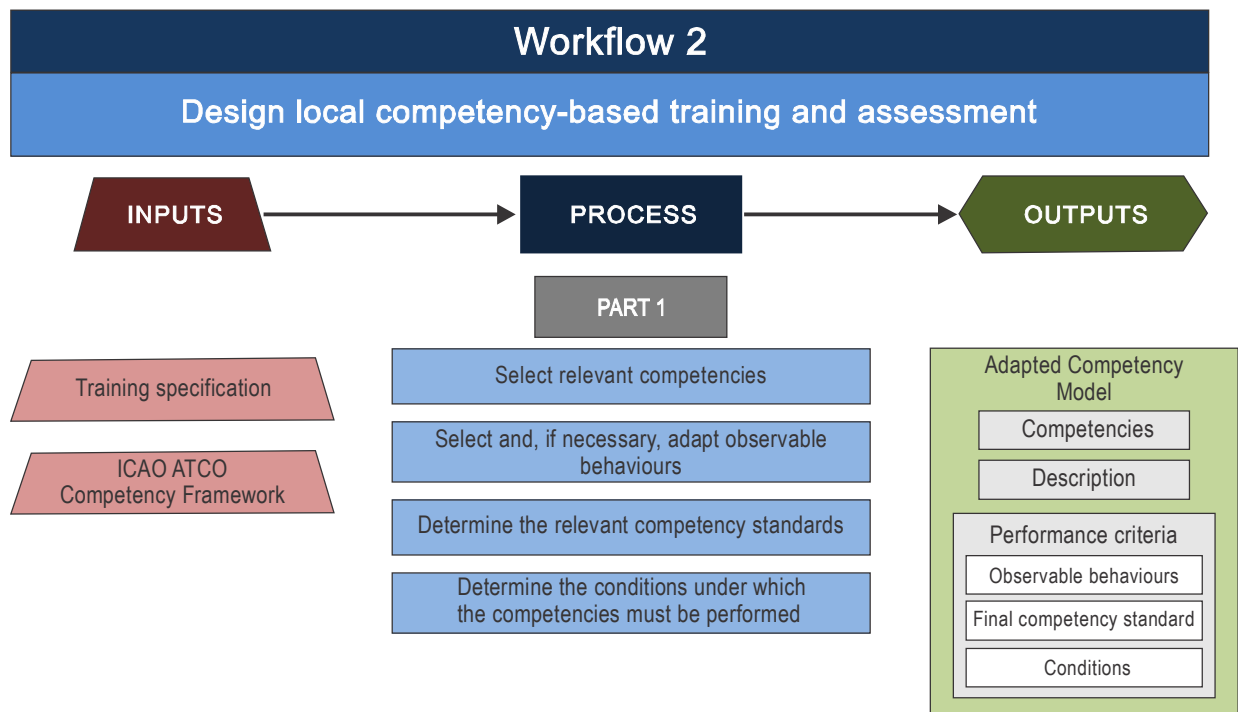 Workflow 2
Design local competency-based training and assessment
INPUTS
PROCESS
OUTPUTS
PART 1
Training specification
ICAO ATCO
Competency Framework
Select relevant competencies
Select and, if necessary, adapt observable
behaviours
Determine the relevant competency standards
Determine the conditions under which
the competencies must be performed
Adapted Competency
Model
Competencies
Description
Performance criteria
Observable behaviours
Final competency standard
Conditions